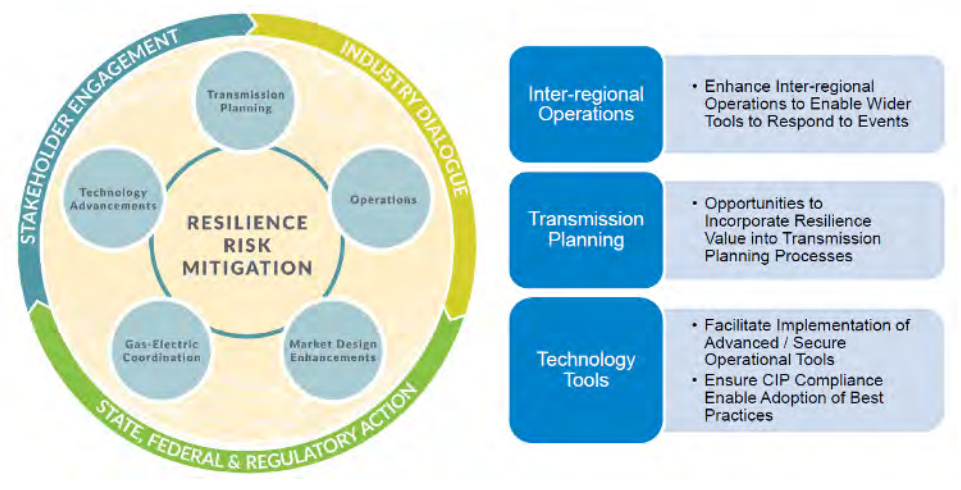 STAKEHOLDER ENGAGEMENT
INDUSTRY DIALOGUE
STATE, FEDERAL & REGULATORY ACTION
Transmission
Planning
Technology
Advancements
Operations
RESILIENCE
RISK
MITIGATION
Gas-Electric
Coordination
Market Design
Enhancements
Inter-regional
Operations
• Enhance Inter-regional
Operations to Enable Wider
Tools to Respond to Events
Transmission
Planning
• Opportunities to
Incorporate Resilience
Value into Transmission
Planning Processes
Technology
Tools
• Facilitate Implementation of
Advanced / Secure
Operational Tools
• Ensure CIP Compliance
Enable Adoption of Best
Practices